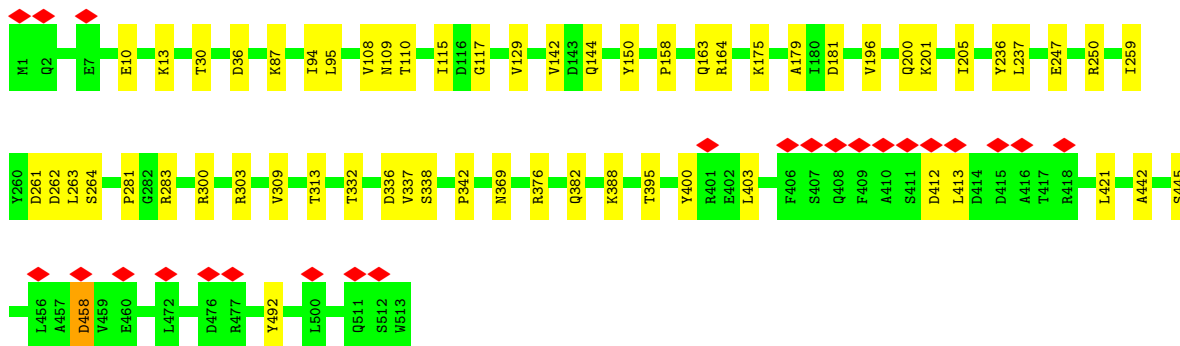 M1 Q2 E7 E10 K13 T30 D36 K87 I94 L95 V108 N109 T110 I115 D116 G117 V129 V142 D143 Q144 Y150 P158 Q163 R164 K175 A179 I180 D181 V196 Q200 K201 I205 Y236 L237 E247 R250 I259
Y260 D261 D262 L263 S264 P281 G282 R283 R300 R303 V309 T313 T332 D336 V337 S338 P342 N369 R376 Q382 K388 T395 Y400 R401 E402 L403 F406 S407 Q408 F409 A410 S411 D412 L413 D414 D415 A416 T417 R418 L421 A442 S445
L456 A457 D458 V459 E460 L472 D476 R477 Y492 L500 Q511 S512 W513